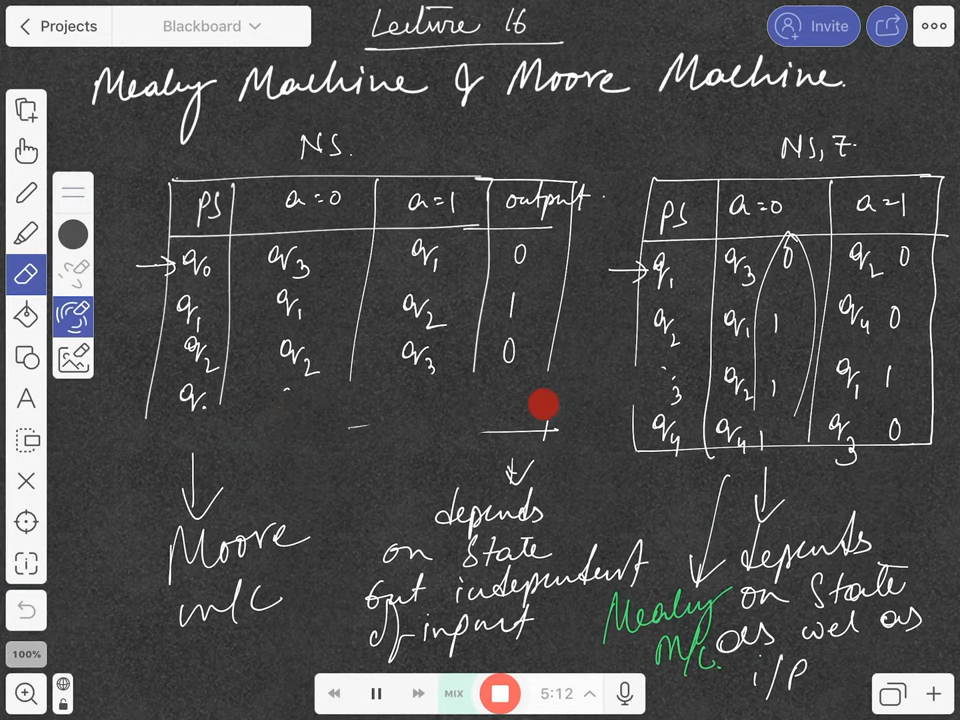 Projects
Blackboard
Lecture 16
Invite
Mealy Machine & Moore Machine.
NS.
PS a=0 a=1 output
q0 q3 q1 0
q1 q1 q2 1
q2 q2 q3 0
q.
Moore
m/c
depends
on state
but independent
of input
NS, Z.
PS a=0 a=1
q1 q3 0 q2 0
q2 q1 1 q4 0
3 q2 1 q1 1
q4 q4 1 q3 0
Mealy
M/C.
depends
on state
as wel as
i/p
100%
MIX
5:12